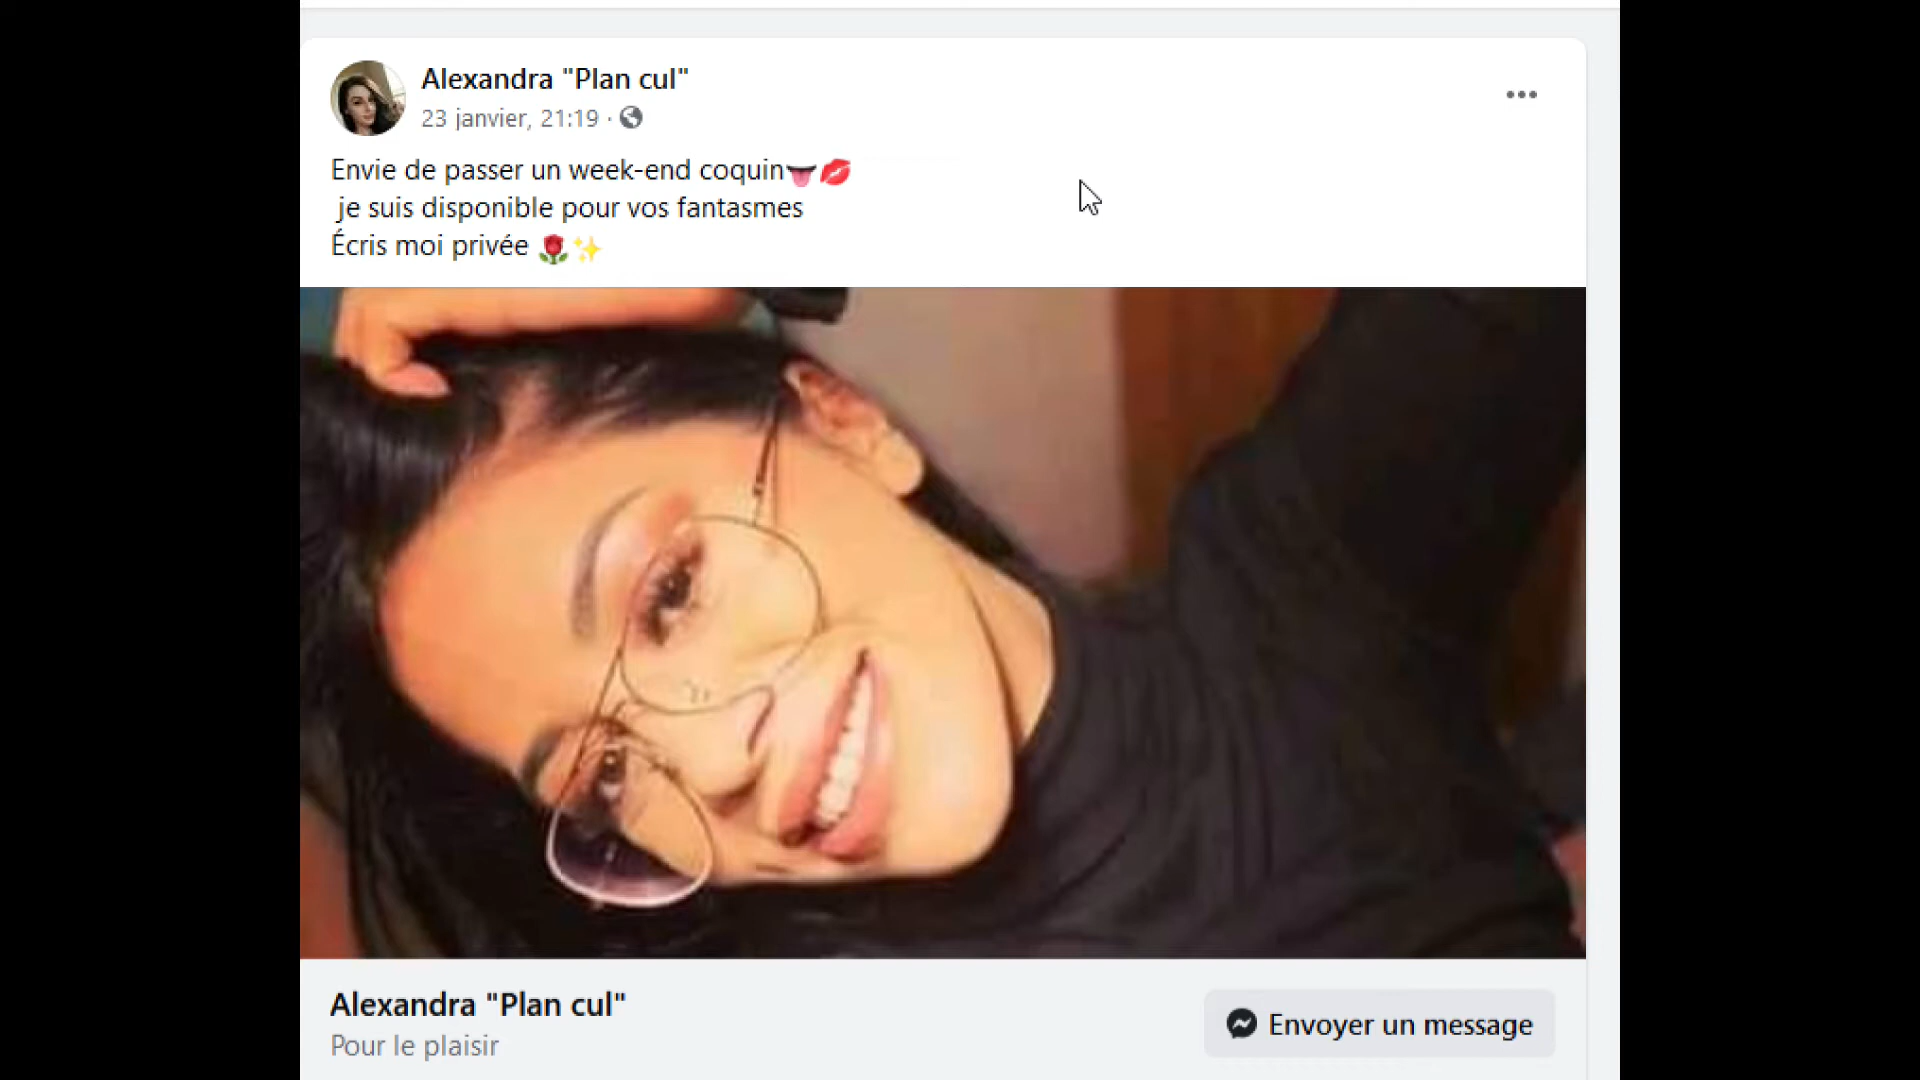 Alexandra "Plan cul"
23 janvier, 21:19 ·
Envie de passer un week-end coquin👅💋
je suis disponible pour vos fantasmes
Écris moi privée 🌹✨
Alexandra "Plan cul"
Pour le plaisir
Envoyer un message